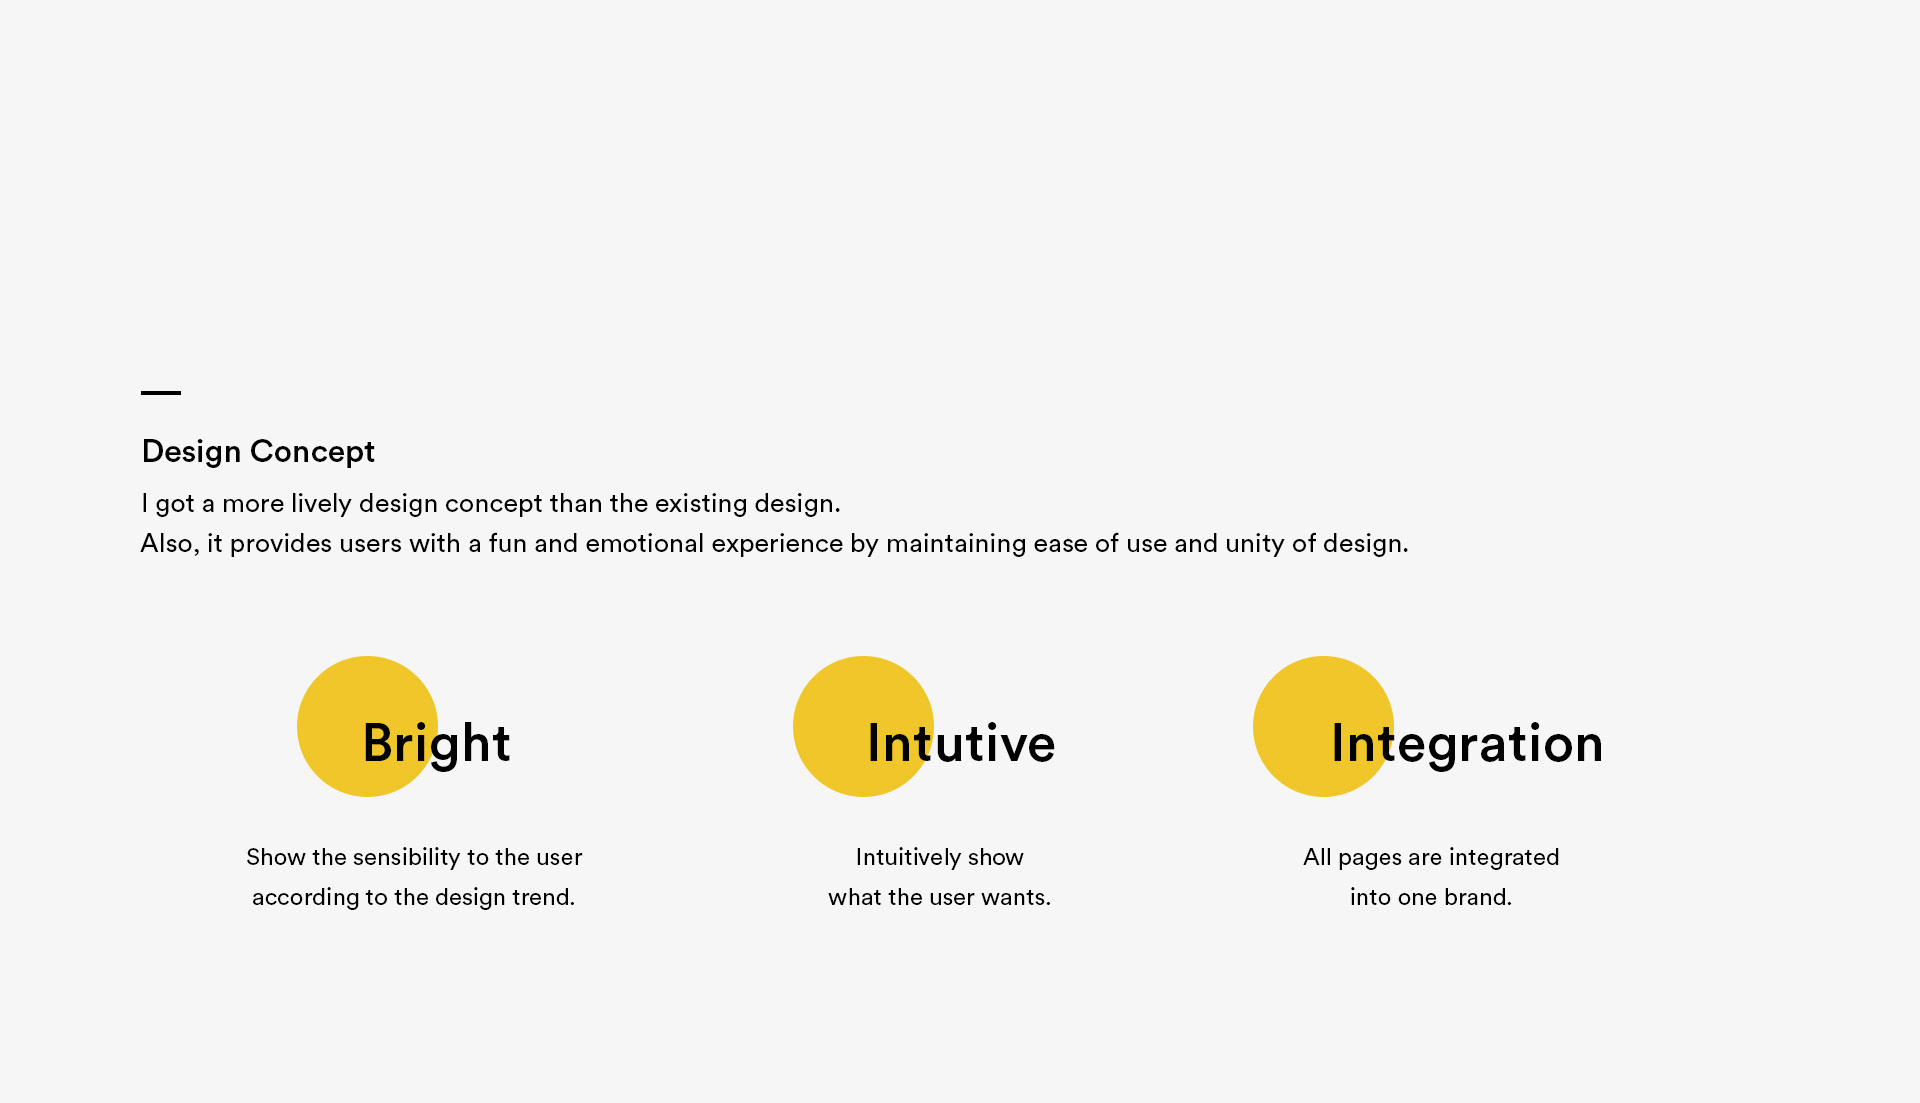 Design Concept
I got a more lively design concept than the existing design.
Also, it provides users with a fun and emotional experience by maintaining ease of use and unity of design.
Bright
Show the sensibility to the user
according to the design trend.
Intutive
Intuitively show
what the user wants.
Integration
All pages are integrated
into one brand.